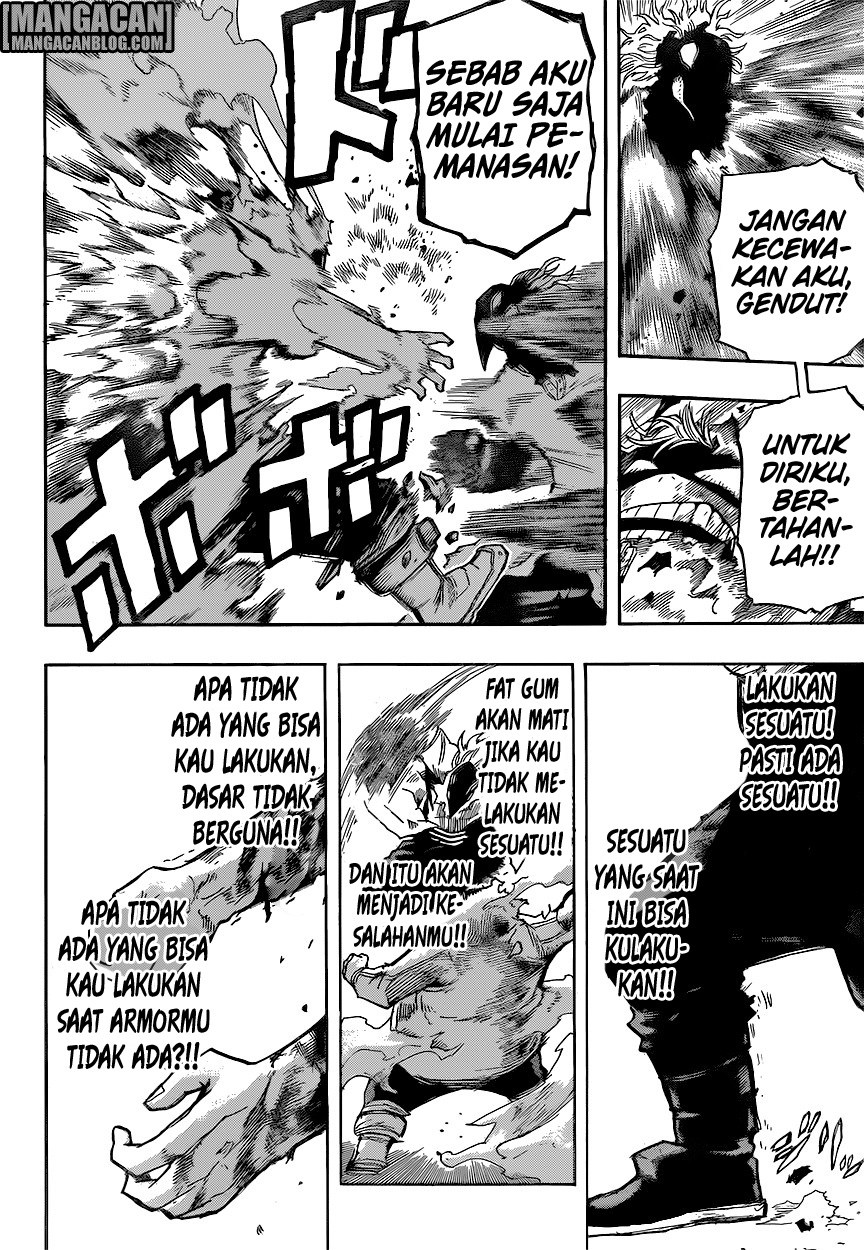 MANGACAN
MANGACANBLOG.COM
JANGAN
KECEWA-
KAN AKU,
GENDUT!
UNTUK
DIRIKU,
BER-
TAHAN-
LAH!!
SEBAB AKU
BARU SAJA
MULAI PE-
MANASAN!
ド
ボ
ボ
LAKUKAN
SESUATU!
PASTI ADA
SESUATU!!
SESUATU
YANG SAAT
INI BISA
KULAKU-
KAN!!
FAT GUM
AKAN MATI
JIKA KAU
TIDAK ME-
LAKUKAN
SESUATU!!
DAN ITU AKAN
MENJADI KE-
SALAHANMU!!
APA TIDAK
ADA YANG BISA
KAU LAKUKAN,
DASAR TIDAK
BERGUNA!!
APA TIDAK
ADA YANG BISA
KAU LAKUKAN
SAAT ARMORMU
TIDAK ADA?!!